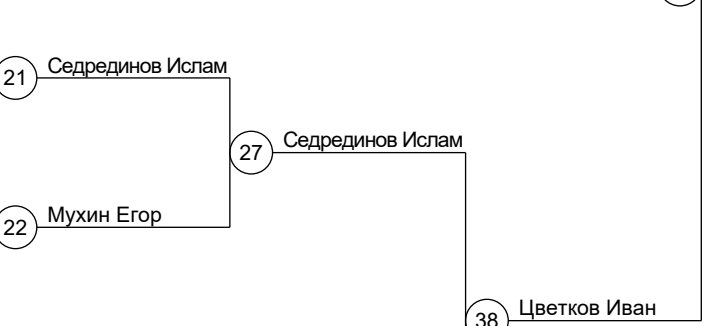 21 Седрединов Ислам
27 Седрединов Ислам
22 Мухин Егор
38 Цветков Иван